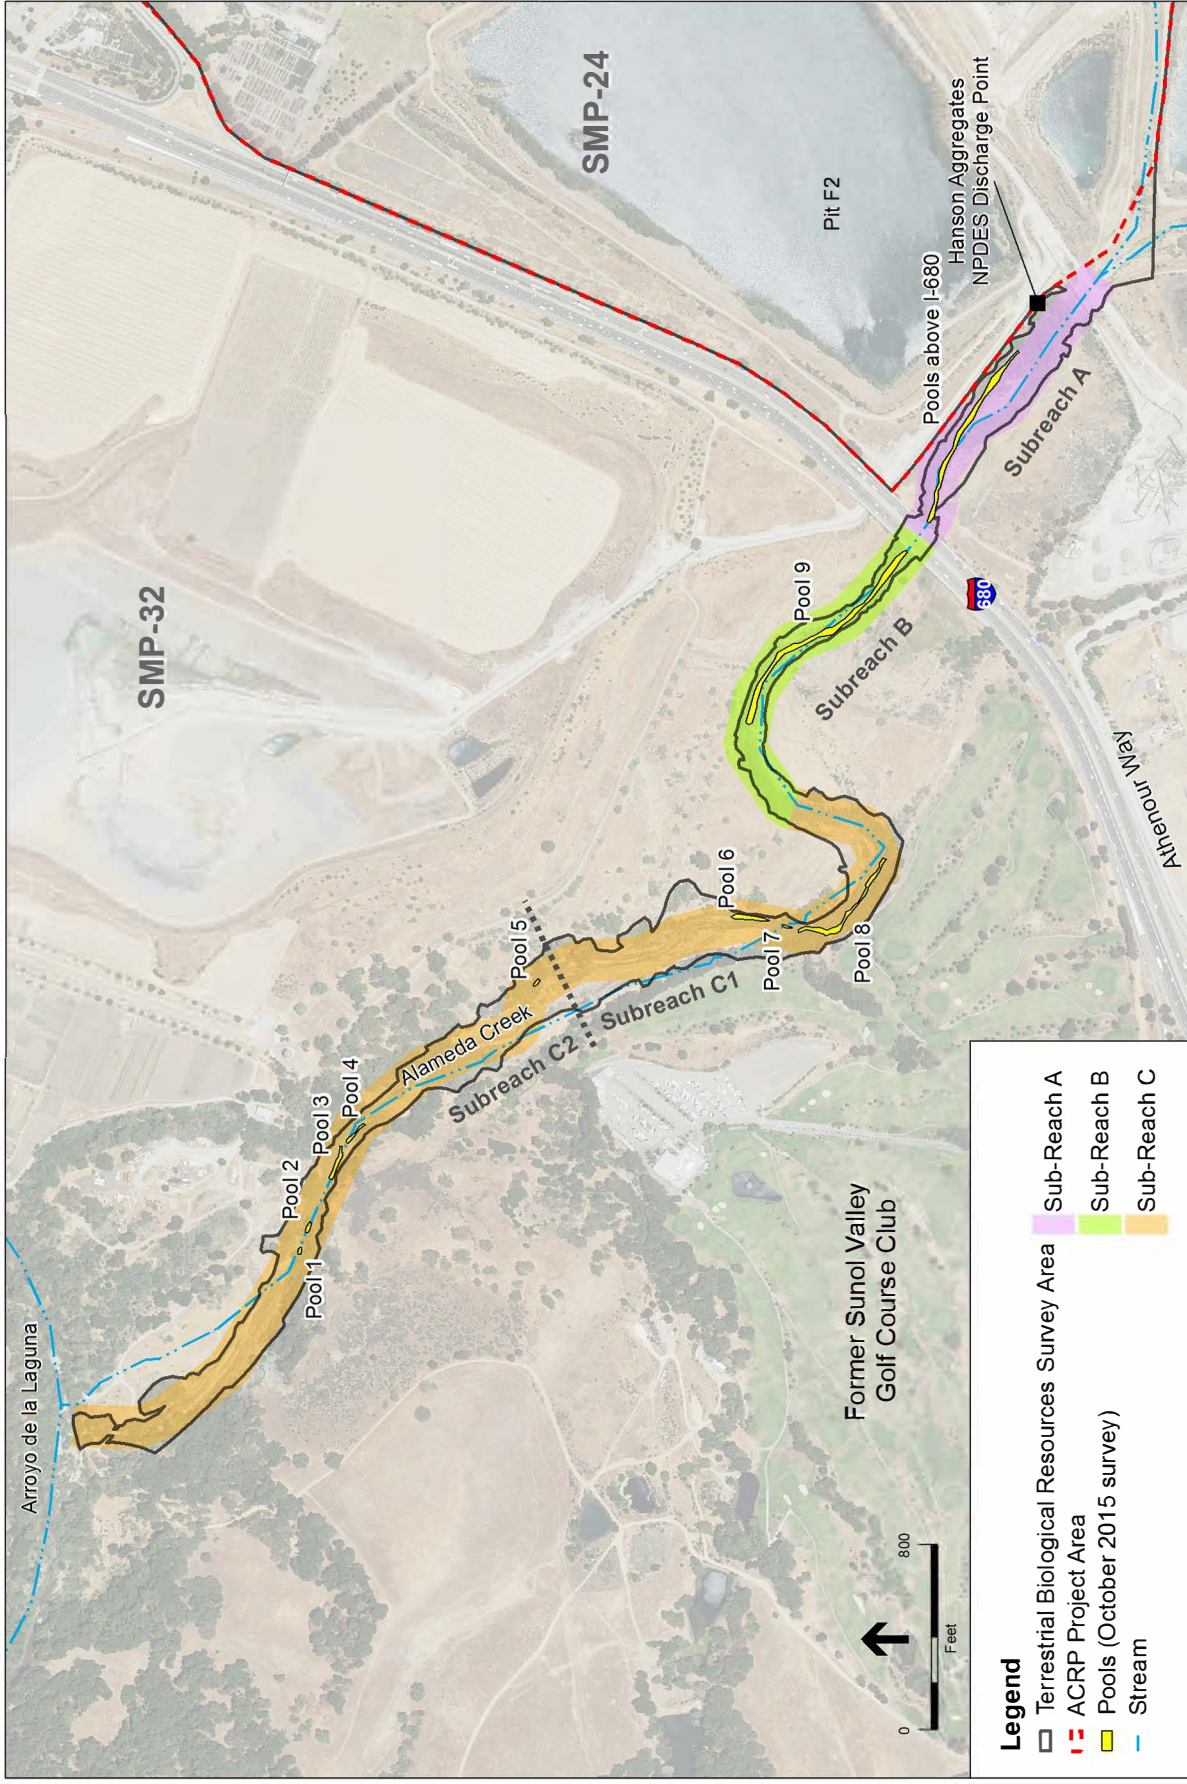 Arroyo de la Laguna
SMP-32
SMP-24
Pit F2
Hanson Aggregates
NPDES Discharge Point
Pools above I-680
Subreach A
680
Pool 9
Subreach B
Athenour Way
Pool 6
Pool 7
Pool 8
Pool 5
Subreach C1
Subreach C2
Alameda Creek
Pool 4
Pool 3
Pool 2
Pool 1
Former Sunol Valley
Golf Course Club
0
800
Feet
Legend
Terrestrial Biological Resources Survey Area
ACRP Project Area
Pools (October 2015 survey)
Stream
Sub-Reach A
Sub-Reach B
Sub-Reach C